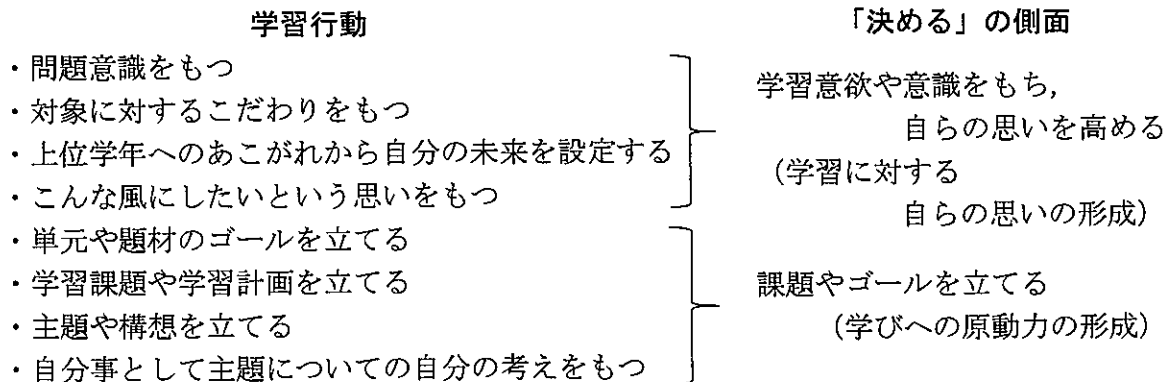 学習行動
「決める」の側面
・問題意識をもつ
・対象に対するこだわりをもつ
・上位学年へのあこがれから自分の未来を設定する
・こんな風にしたいという思いをもつ
学習意欲や意識をもち,
自らの思いを高める
(学習に対する
自らの思いの形成)
・単元や題材のゴールを立てる
・学習課題や学習計画を立てる
・主題や構想を立てる
・自分事として主題についての自分の考えをもつ
課題やゴールを立てる
(学びへの原動力の形成)